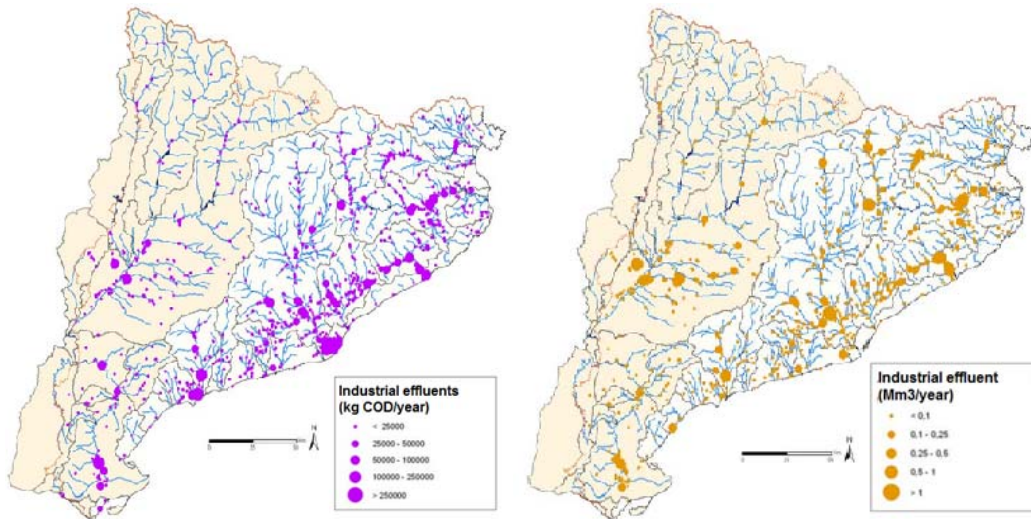 Industrial effluents
(kg COD/year)
< 25000
25000 - 50000
50000 - 100000
100000 - 250000
> 250000
N
Industrial effluent
(Mm3/year)
< 0,1
0,1 - 0,25
0,25 - 0,5
0,5 - 1
> 1
N